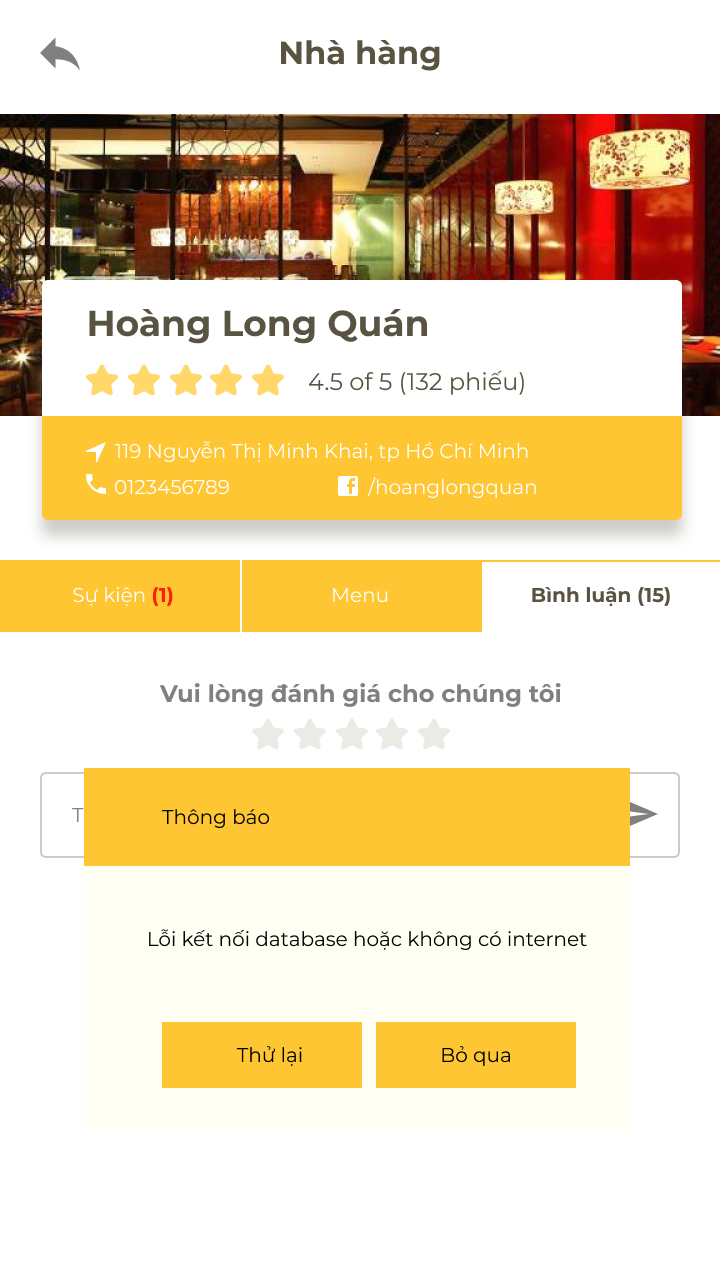 Nhà hàng
Hoàng Long Quán
4.5 of 5 (132 phiếu)
119 Nguyễn Thị Minh Khai, tp Hồ Chí Minh
0123456789
/hoanglongquan
Sự kiện (1)
Menu
Bình luận (15)
Vui lòng đánh giá cho chúng tôi
Thông báo
Lỗi kết nối database hoặc không có internet
Thử lại
Bỏ qua